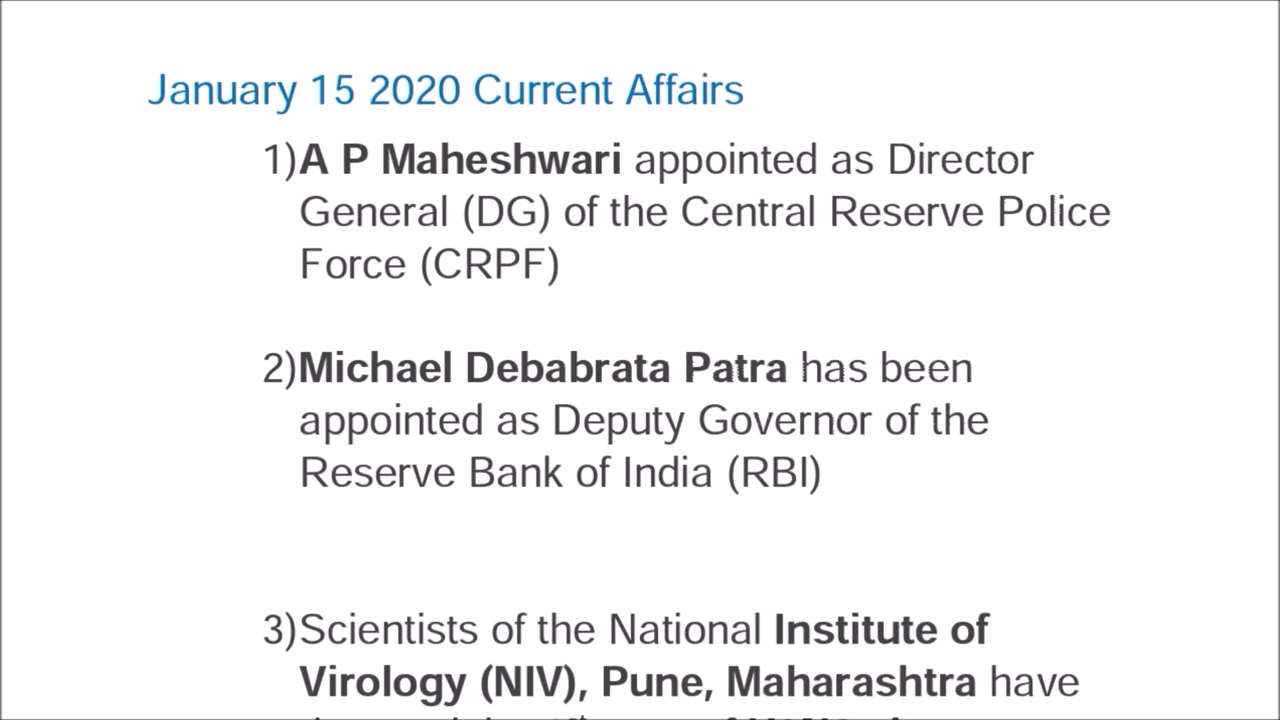 January 15 2020 Current Affairs
1)A P Maheshwari appointed as Director
General (DG) of the Central Reserve Police
Force (CRPF)
2)Michael Debabrata Patra has been
appointed as Deputy Governor of the
Reserve Bank of India (RBI)
3)Scientists of the National Institute of
Virology (NIV), Pune, Maharashtra have